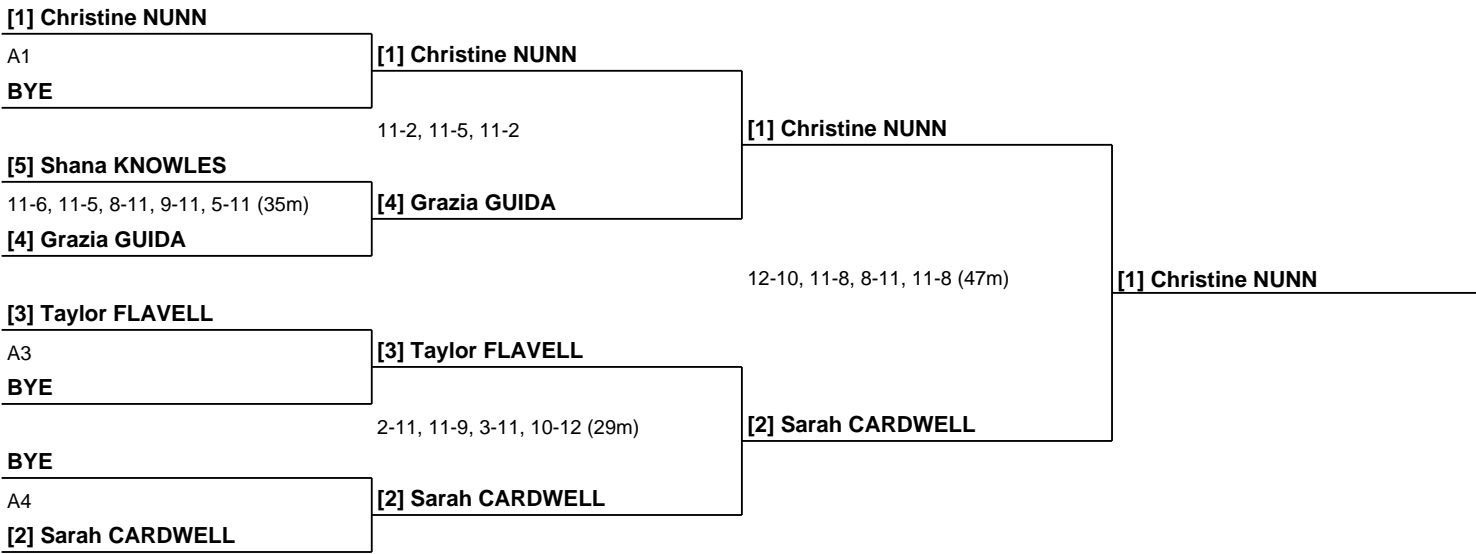 [1] Christine NUNN
A1
BYE
[1] Christine NUNN
11-2, 11-5, 11-2
[5] Shana KNOWLES
11-6, 11-5, 8-11, 9-11, 5-11 (35m)
[4] Grazia GUIDA
[4] Grazia GUIDA
[1] Christine NUNN
12-10, 11-8, 8-11, 11-8 (47m)
[1] Christine NUNN
[3] Taylor FLAVELL
A3
BYE
[3] Taylor FLAVELL
2-11, 11-9, 3-11, 10-12 (29m)
[2] Sarah CARDWELL
BYE
A4
[2] Sarah CARDWELL
[2] Sarah CARDWELL